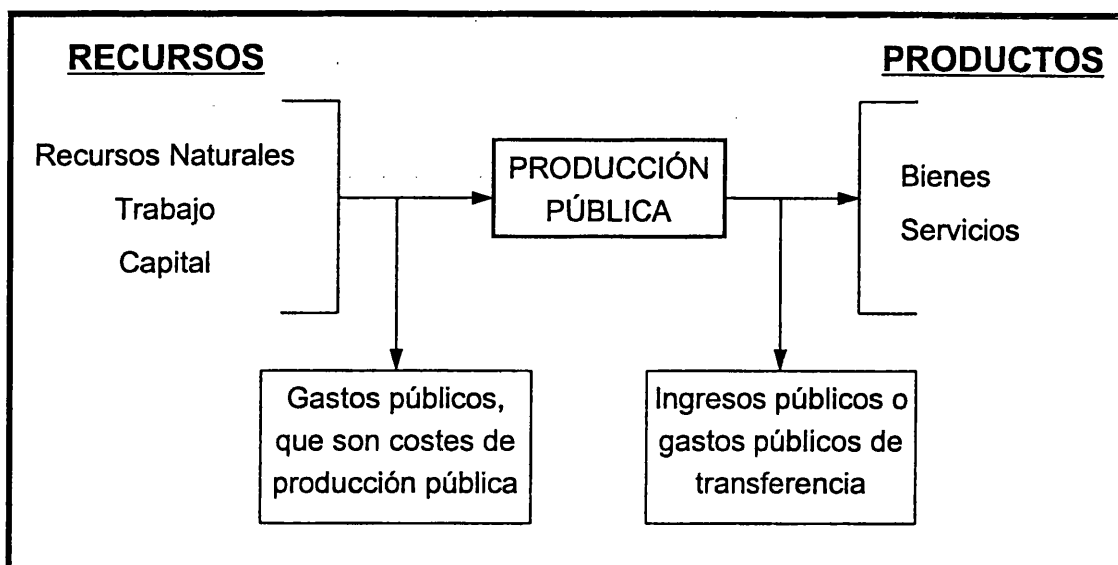 RECURSOS
Recursos Naturales
Trabajo
Capital
PRODUCCIÓN
PÚBLICA
PRODUCTOS
Bienes
Servicios
Gastos públicos,
que son costes de
producción pública
Ingresos públicos o
gastos públicos de
transferencia